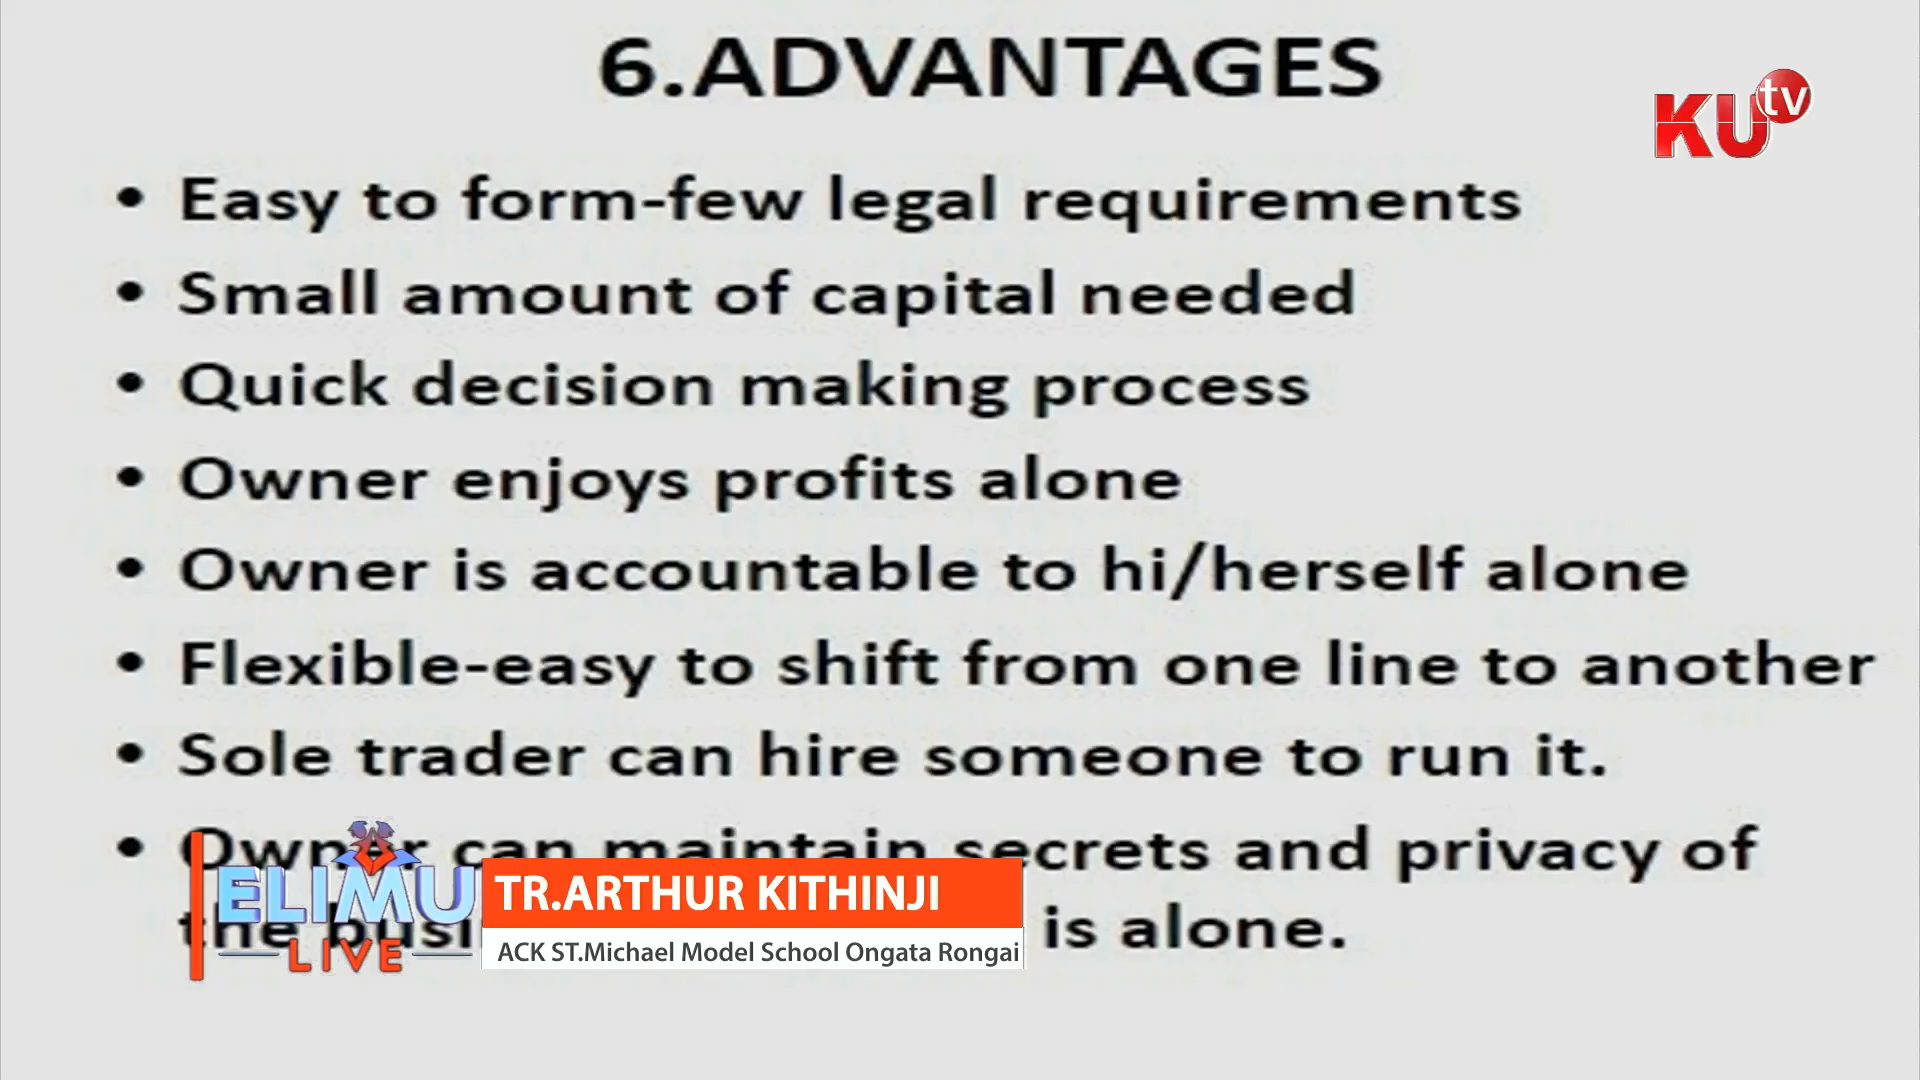 6.ADVANTAGES
KU tv
• Easy to form-few legal requirements
• Small amount of capital needed
• Quick decision making process
• Owner enjoys profits alone
• Owner is accountable to hi/herself alone
• Flexible-easy to shift from one line to another
• Sole trader can hire someone to run it.
• Owner can maintain secrets and privacy of
the is alone.
ELIMU
LIVE
TR.ARTHUR KITHINJI
ACK ST.Michael Model School Ongata Rongai